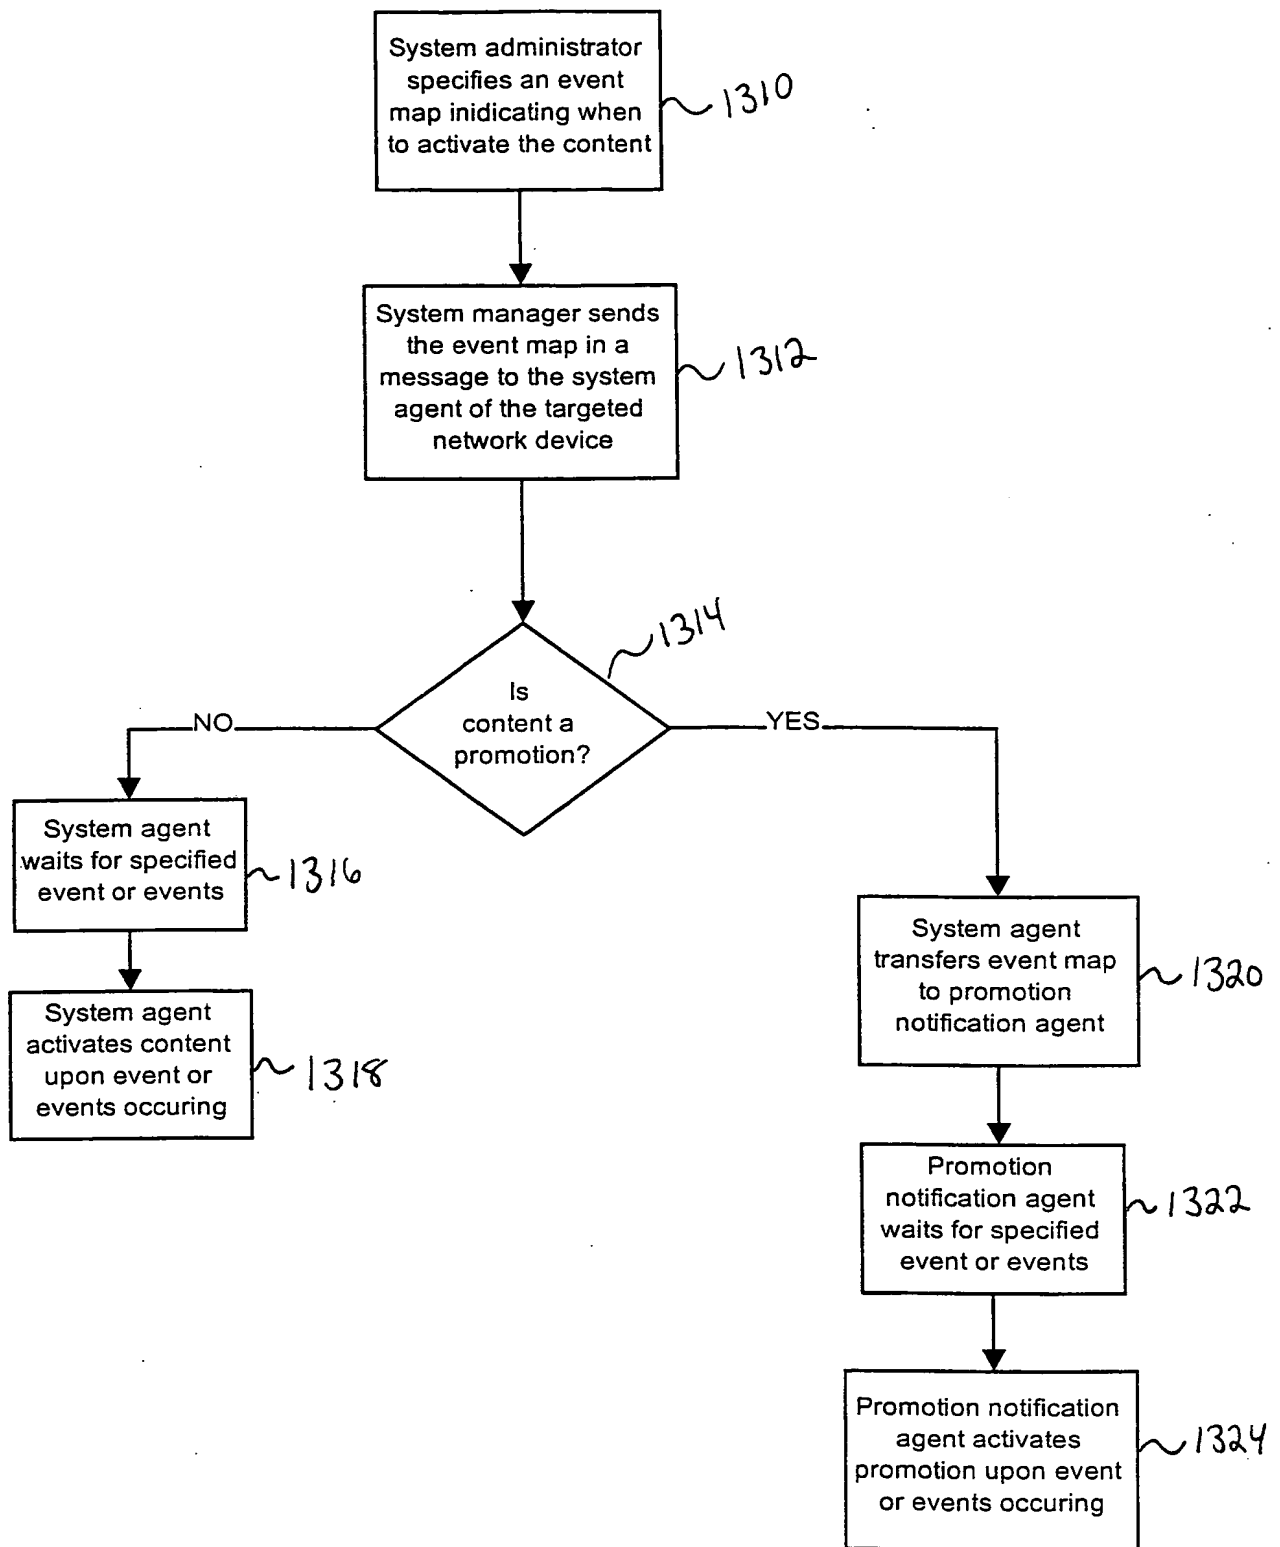 System administrator
specifies an event
map inidicating when
to activate the content
1310
System manager sends
the event map in a
message to the system
agent of the targeted
network device
1312
Is
content a
promotion?
1314
NO
YES
System agent
waits for specified
event or events
1316
System agent
activates content
upon event or
events occuring
1318
System agent
transfers event map
to promotion
notification agent
1320
Promotion
notification agent
waits for specified
event or events
1322
Promotion notification
agent activates
promotion upon event
or events occuring
1324